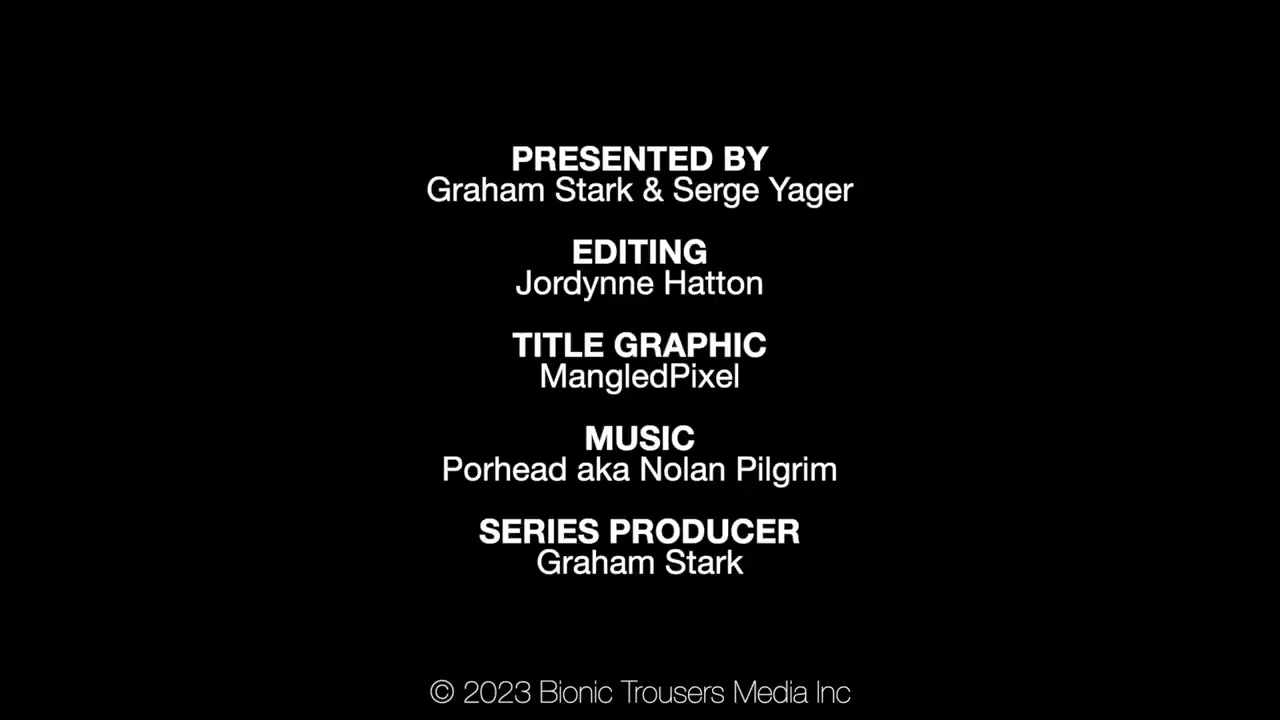 PRESENTED BY
Graham Stark & Serge Yager
EDITING
Jordynne Hatton
TITLE GRAPHIC
MangledPixel
MUSIC
Porhead aka Nolan Pilgrim
SERIES PRODUCER
Graham Stark
© 2023 Bionic Trousers Media Inc